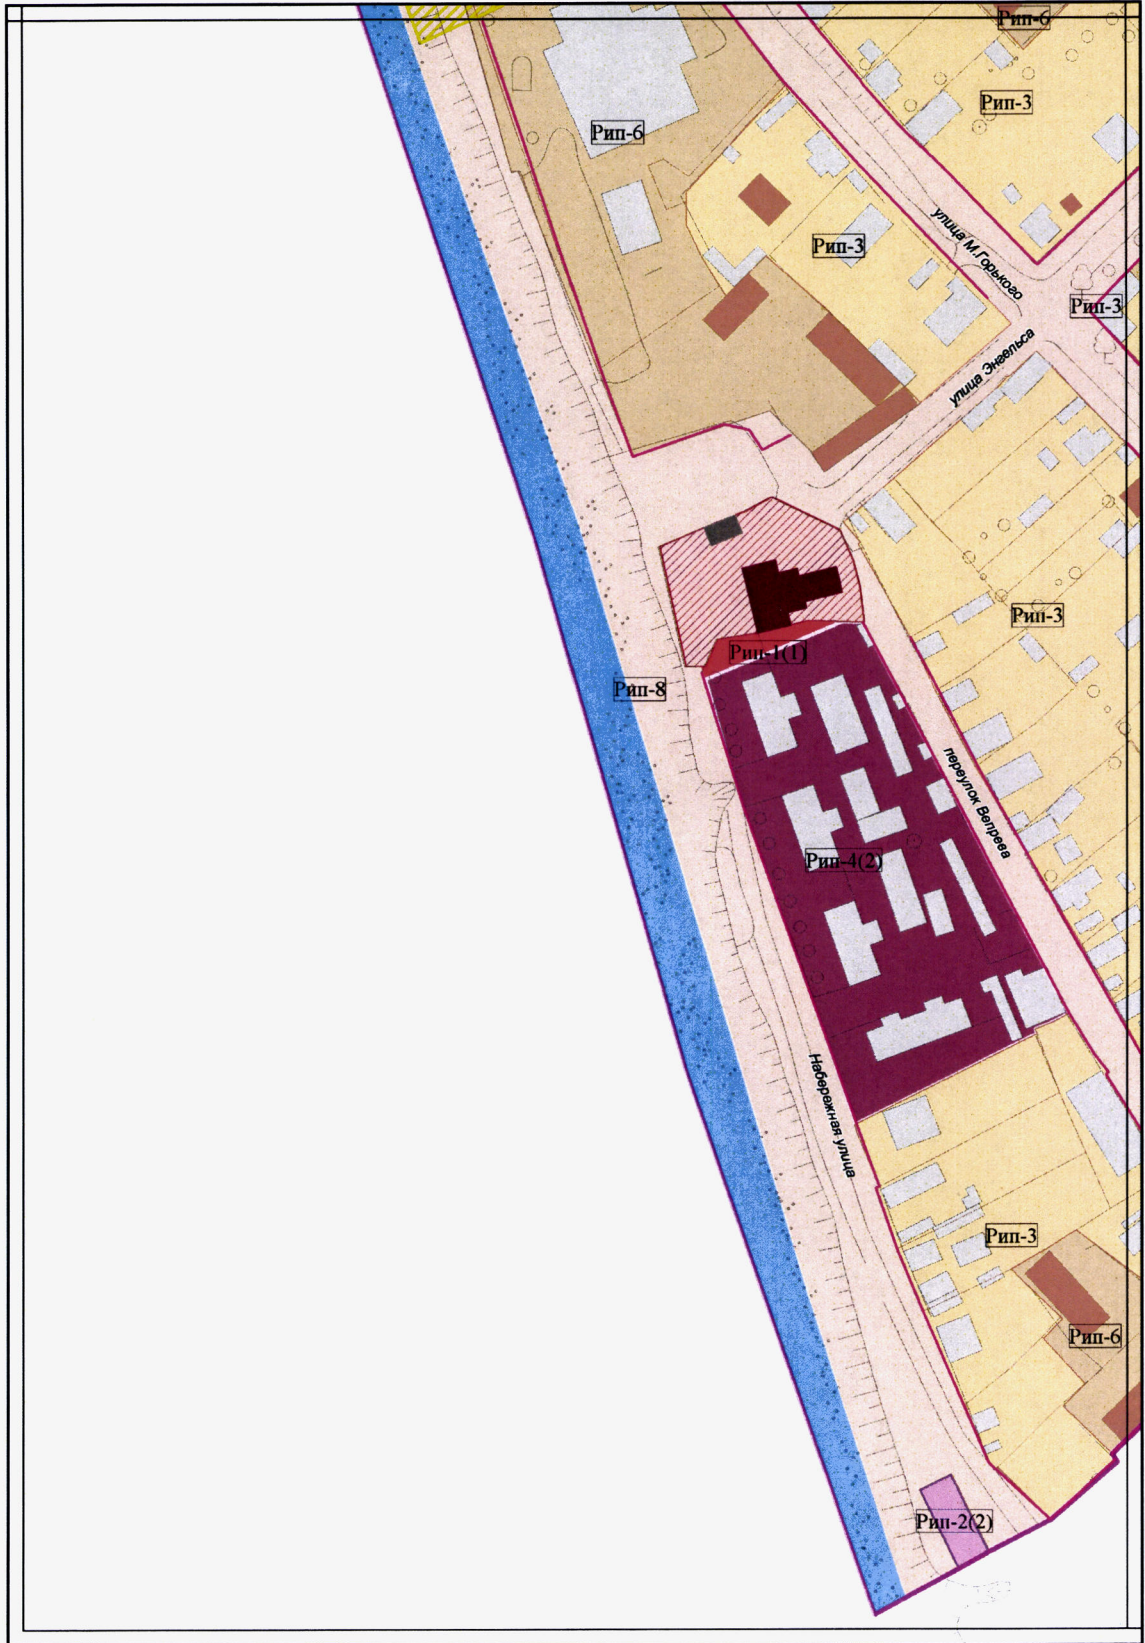 Рип-6
Рип-3
Рип-6
улица М.Горького
Рип-3
Рип-3
улица Энгельса
Рип-3
Рип-1(1)
Рип-8
переулок Вепрева
Рип-4(2)
Набережная улица
Рип-3
Рип-6
Рип-2(2)